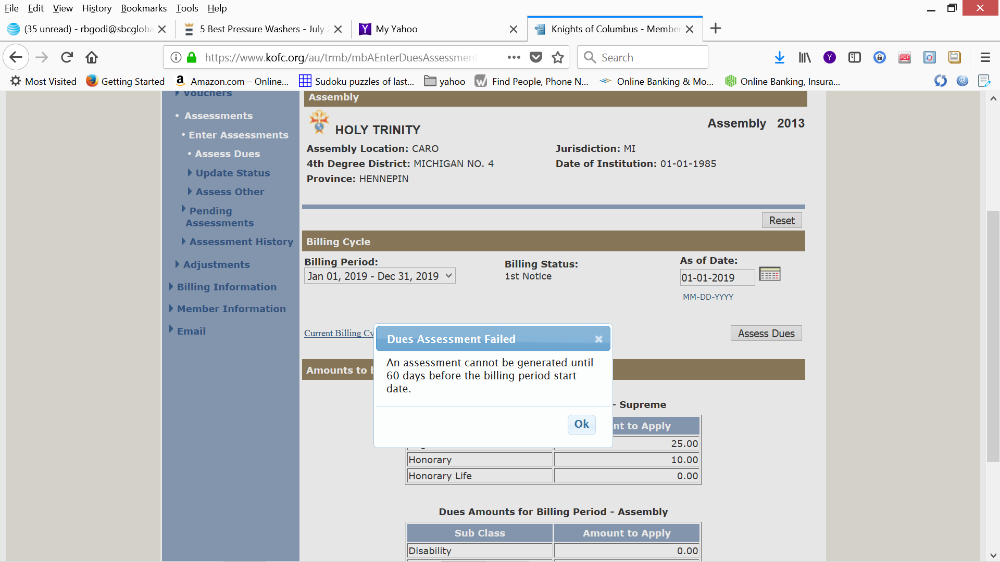 File Edit View History Bookmarks Tools Help
(35 unread) - rbgodi@sbcgloba
5 Best Pressure Washers - July
My Yahoo
Knights of Columbus - Member
https://www.kofc.org/au/trmb/mbAEnterDuesAssessment
Search
Most Visited
Getting Started
Amazon.com – Online...
Sudoku puzzles of last...
yahoo
Find People, Phone N...
Online Banking & Mo...
Online Banking, Insura...
Vouchers
Assessments
Enter Assessments
Assess Dues
Update Status
Assess Other
Pending
Assessments
Assessment History
Adjustments
Billing Information
Member Information
Email
Assembly
HOLY TRINITY
Assembly 2013
Assembly Location: CARO
Jurisdiction: MI
4th Degree District: MICHIGAN NO. 4
Date of Institution: 01-01-1985
Province: HENNEPIN
Reset
Billing Cycle
Billing Period:
Jan 01, 2019 - Dec 31, 2019
Billing Status:
1st Notice
As of Date:
01-01-2019
MM-DD-YYYY
Current Billing Cy
Assess Dues
Dues Assessment Failed
An assessment cannot be generated until
60 days before the billing period start
date.
Ok
Amounts to b
- Supreme
nt to Apply
25.00
Honorary 10.00
Honorary Life 0.00
Dues Amounts for Billing Period - Assembly
Sub Class Amount to Apply
Disability 0.00